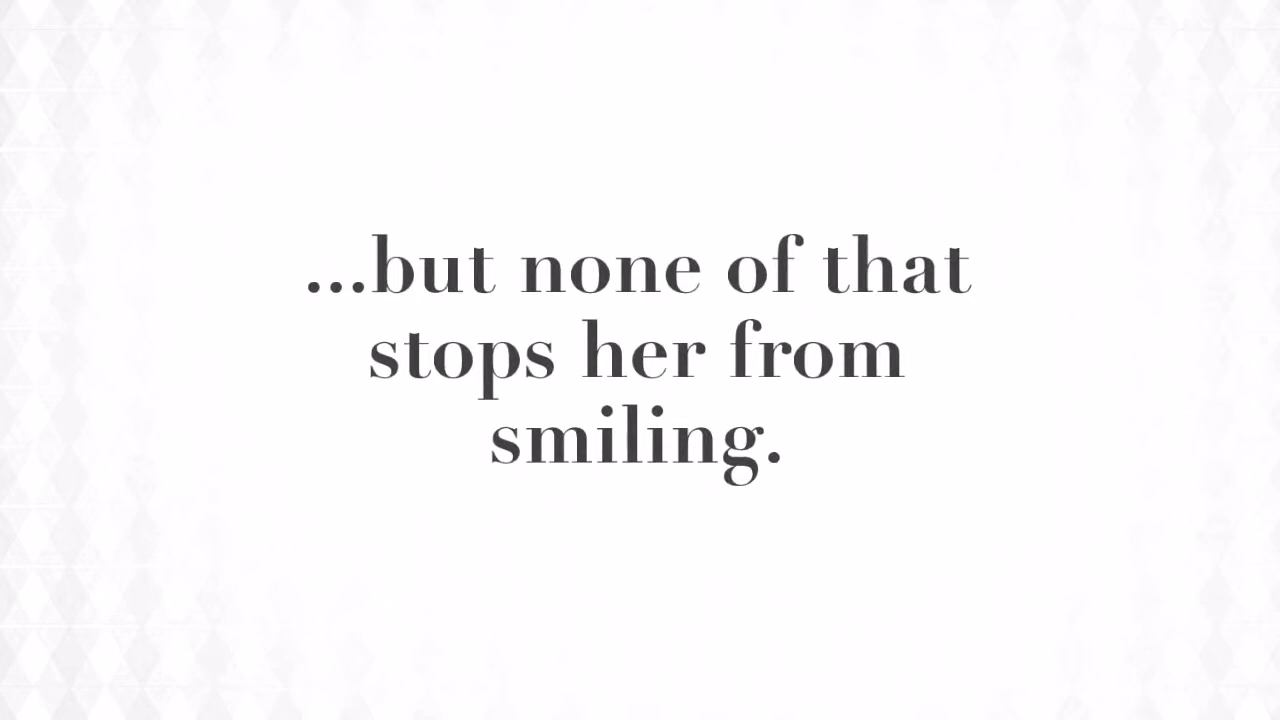 ...but none of that
stops her from
smiling.